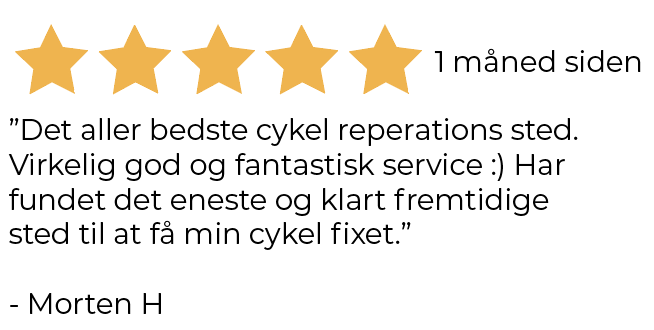 1 måned siden
”Det aller bedste cykel reperations sted.
Virkelig god og fantastisk service :) Har
fundet det eneste og klart fremtidige
sted til at få min cykel fixet.”
- Morten H